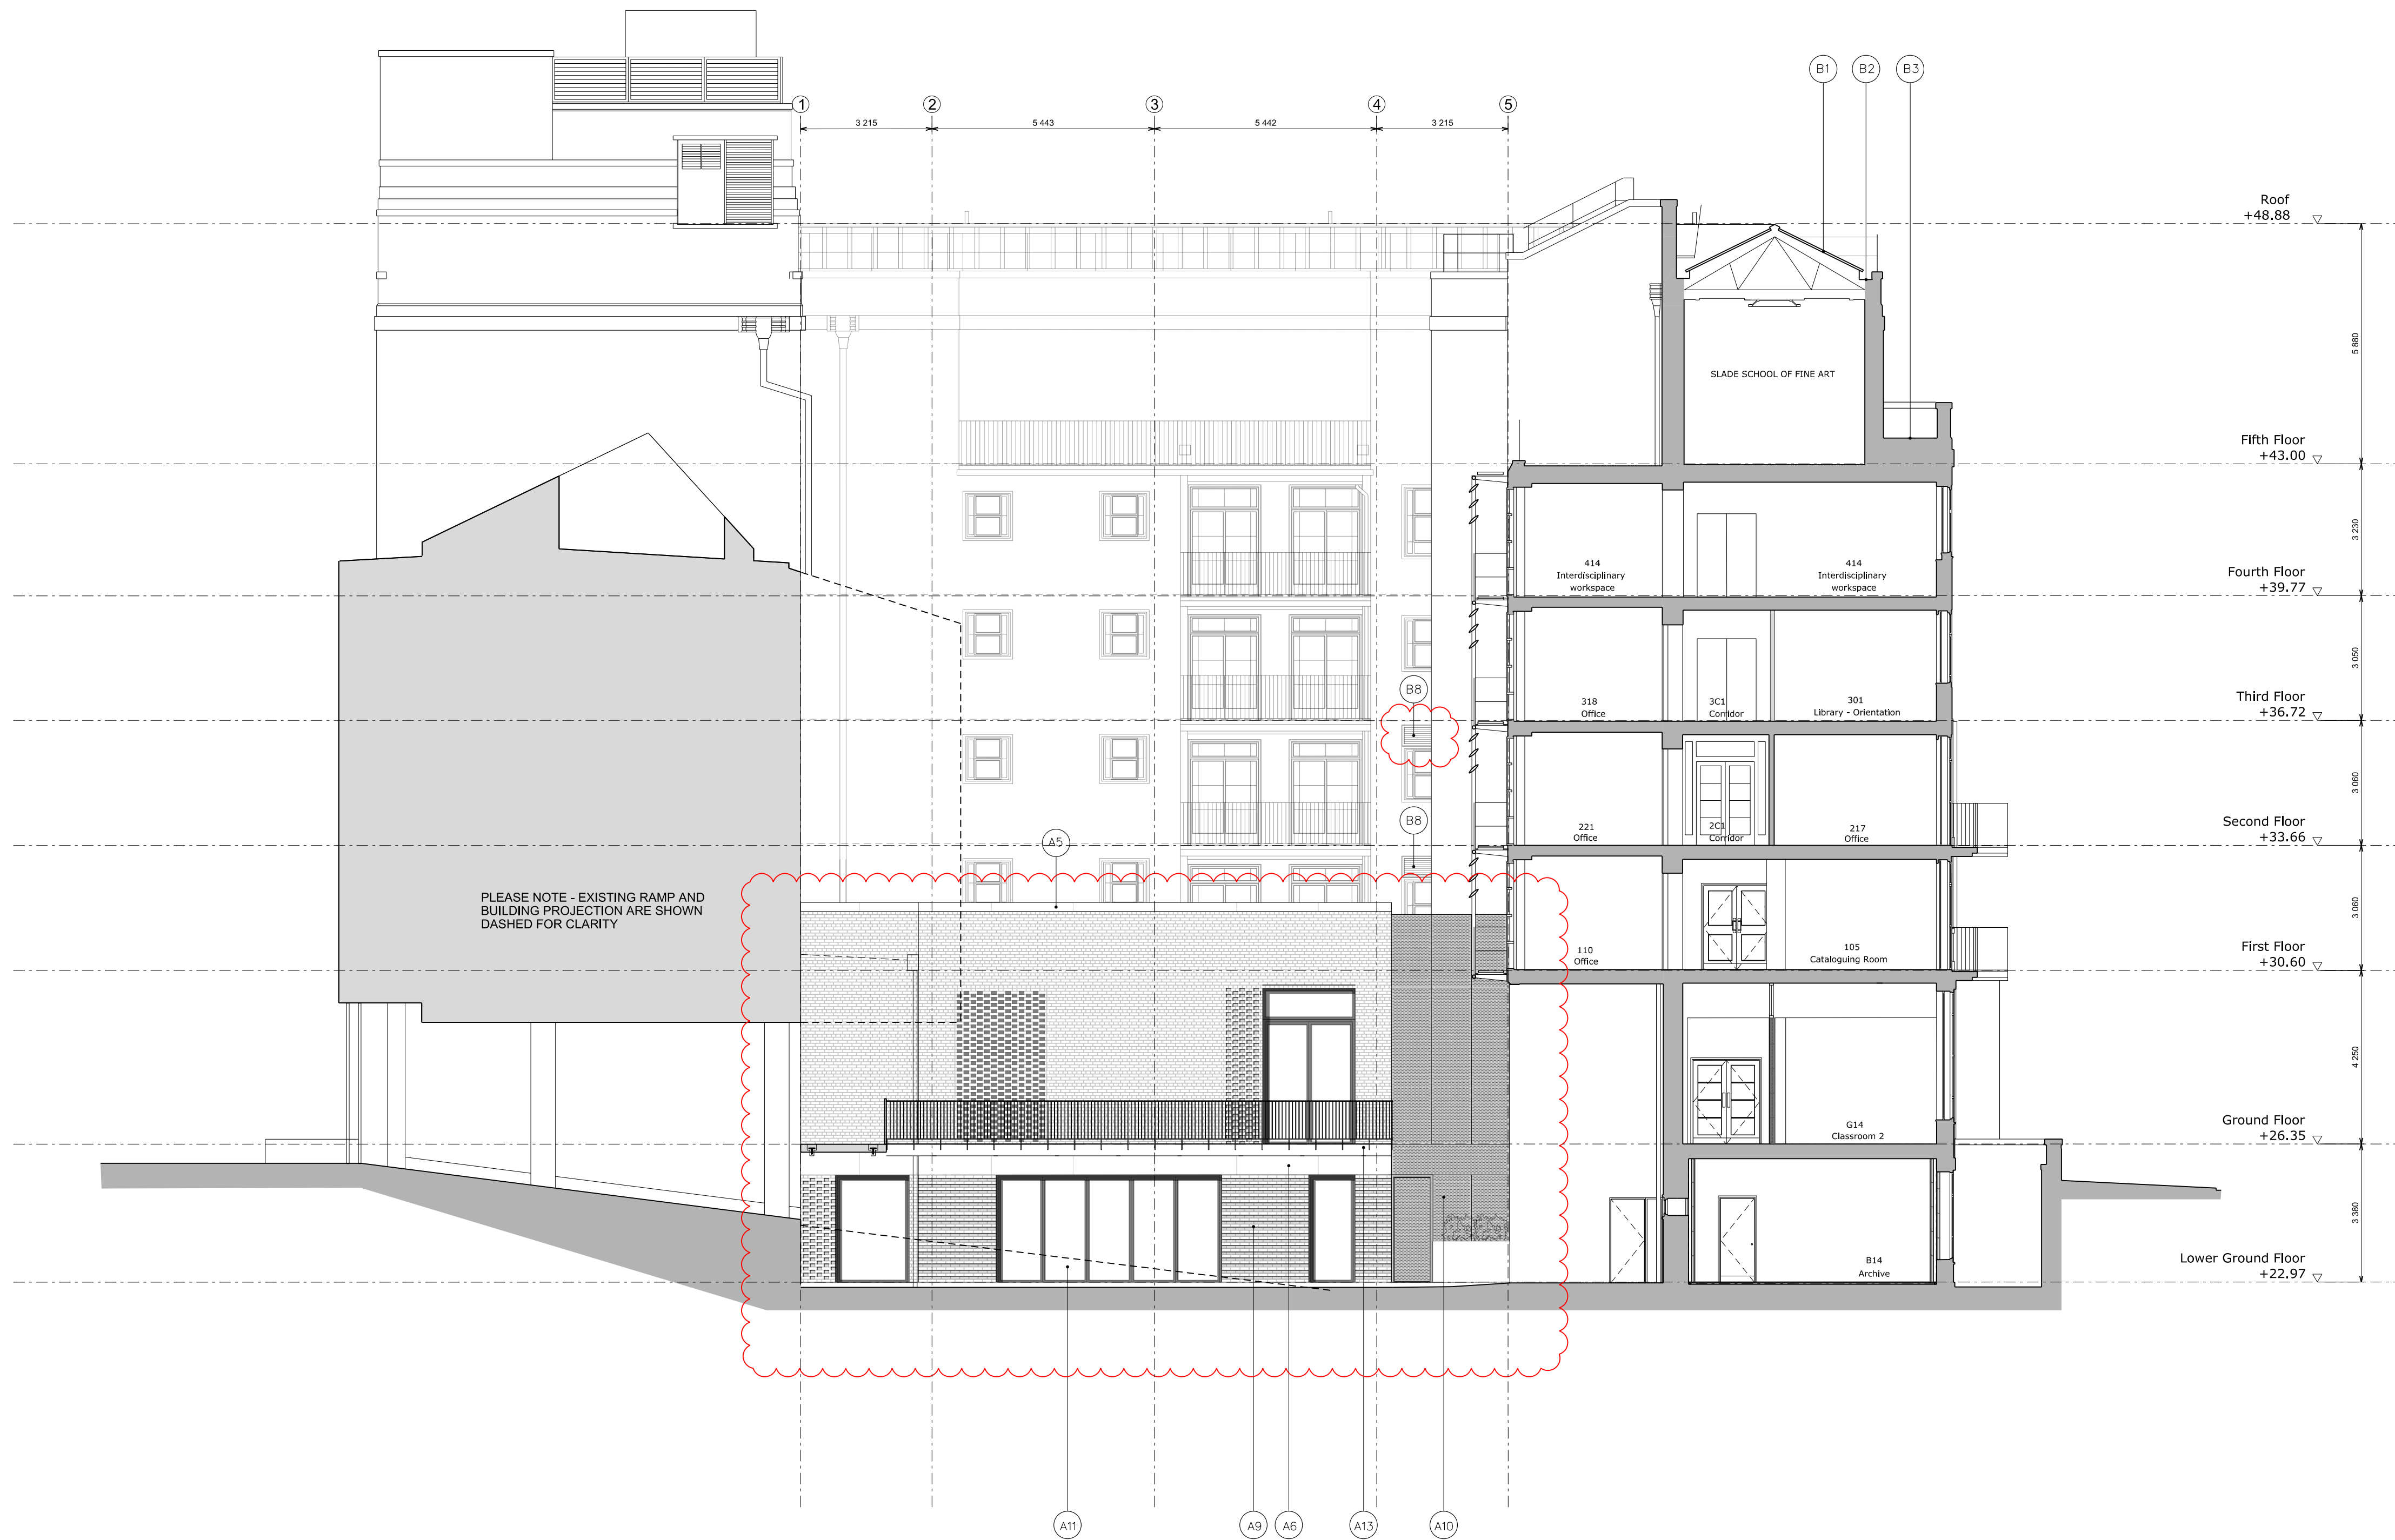 B1 B2 B3
1 2 3 4 5
3 215 5 443 5 442 3 215
Roof
+48.88
5 880
SLADE SCHOOL OF FINE ART
Fifth Floor
+43.00
3 230
414
Interdisciplinary
workspace
414
Interdisciplinary
workspace
Fourth Floor
+39.77
3 050
B8
318
Office
3C1
Corridor
301
Library - Orientation
Third Floor
+36.72
3 060
B8
A5
221
Office
2C1
Corridor
217
Office
Second Floor
+33.66
3 060
PLEASE NOTE - EXISTING RAMP AND
BUILDING PROJECTION ARE SHOWN
DASHED FOR CLARITY
110
Office
105
Cataloguing Room
First Floor
+30.60
4 250
G14
Classroom 2
Ground Floor
+26.35
3 380
B14
Archive
Lower Ground Floor
+22.97
A11 A9 A6 A13 A10